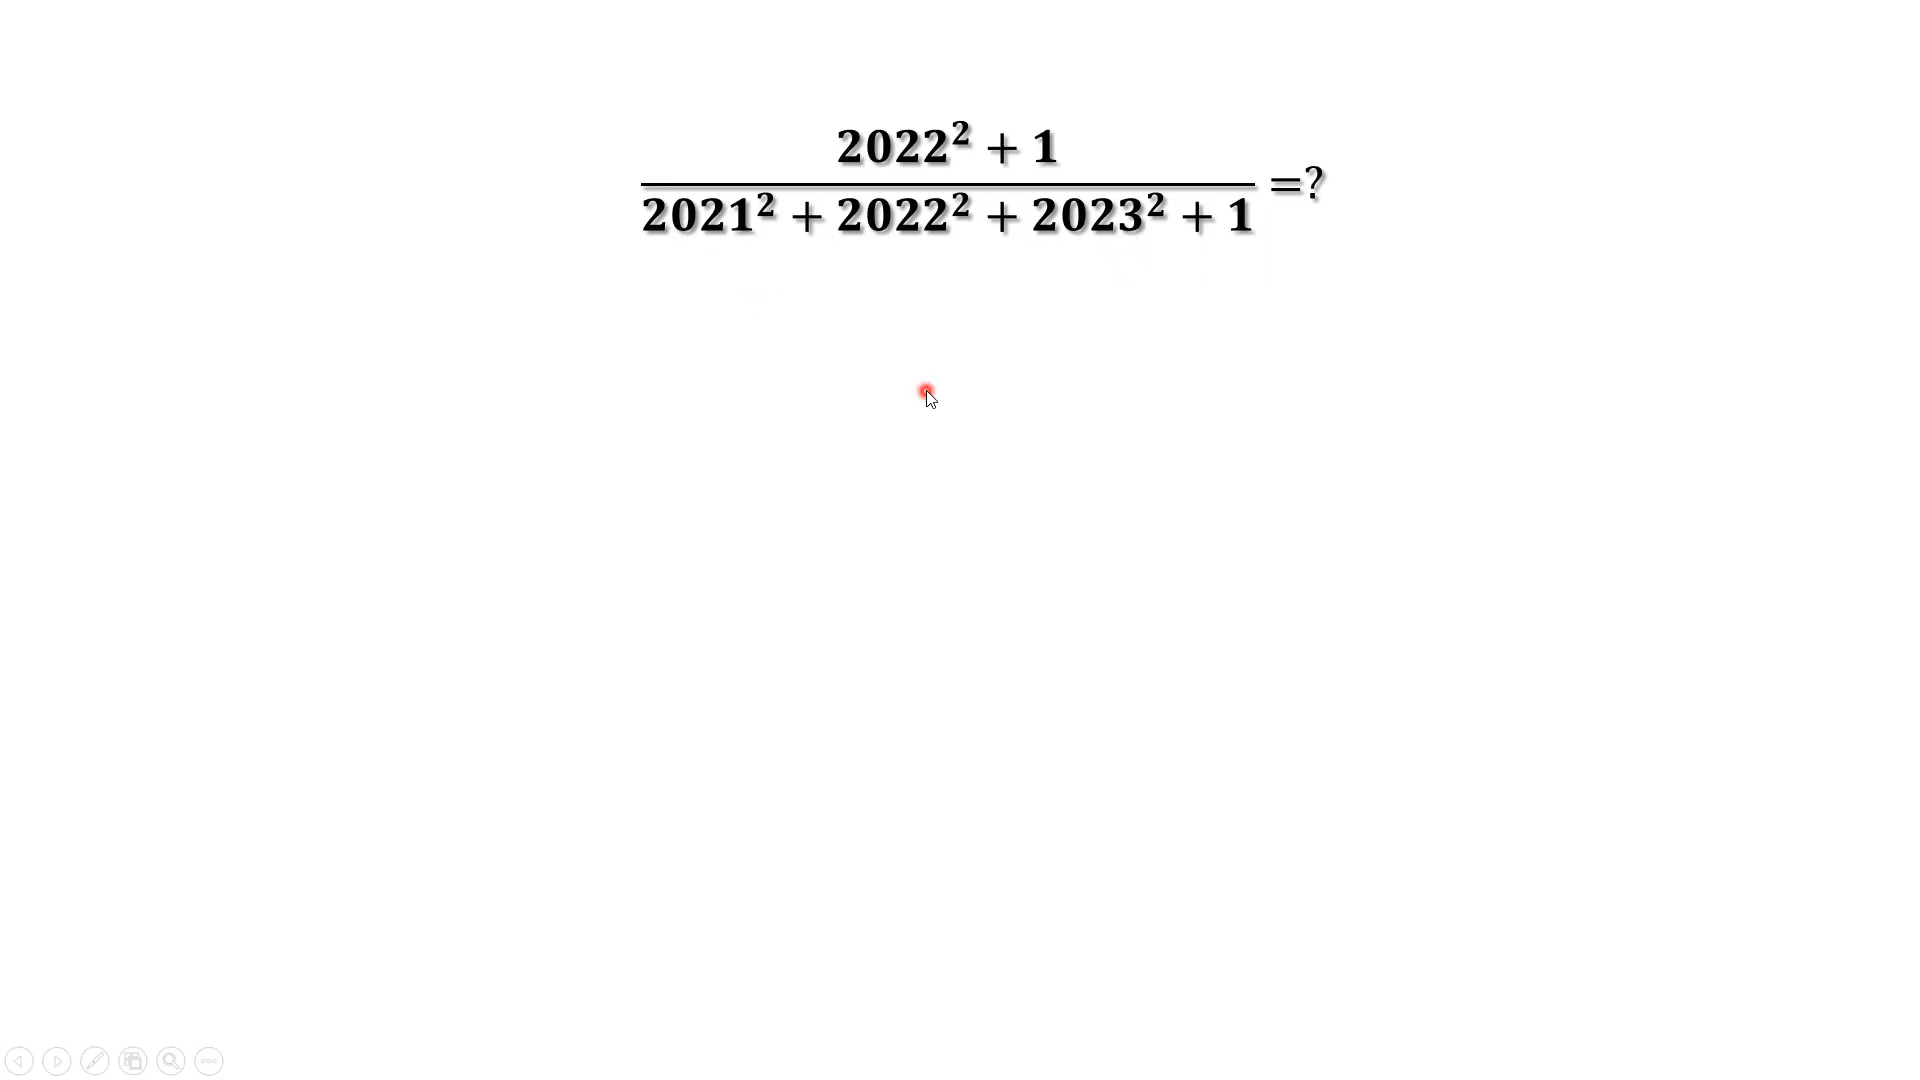 2022² + 1
2021² + 2022² + 2023² + 1 =?